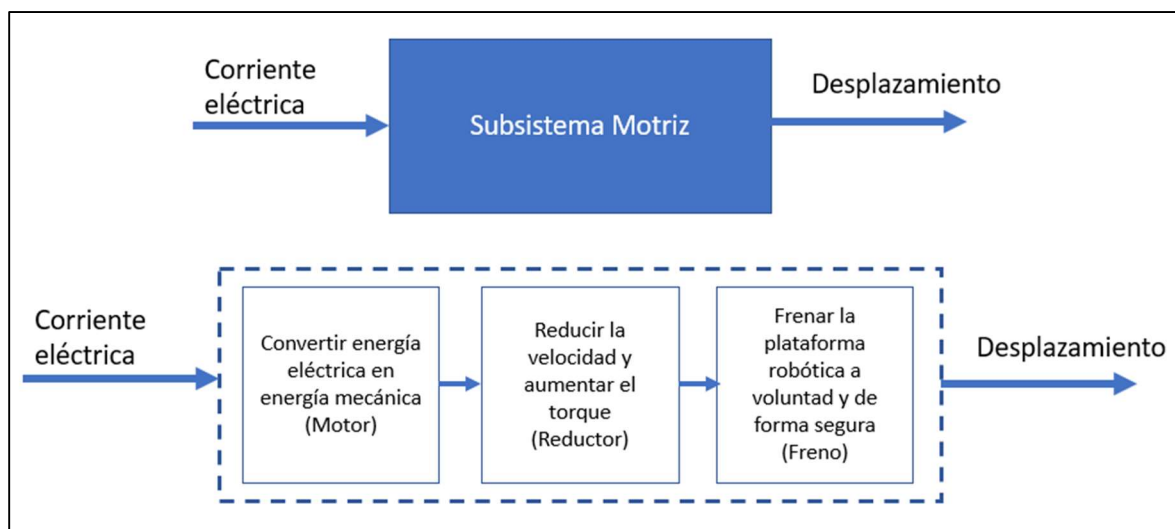 Corriente
eléctrica
Subsistema Motriz
Desplazamiento
Corriente
eléctrica
Convertir energía
eléctrica en
energía mecánica
(Motor)
Reducir la
velocidad y
aumentar el
torque
(Reductor)
Frenar la
plataforma
robótica a
voluntad y de
forma segura
(Freno)
Desplazamiento